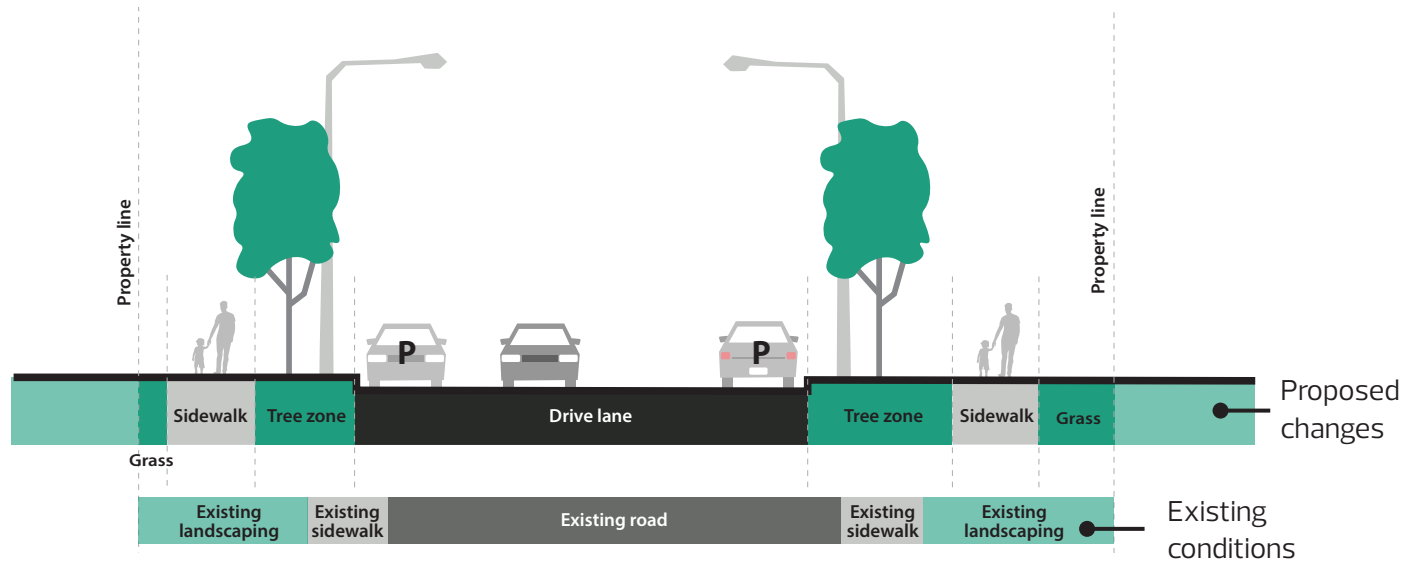 Property line
Property line
P
P
Sidewalk
Tree zone
Drive lane
Tree zone
Sidewalk
Grass
Proposed
changes
Grass
Existing
landscaping
Existing
sidewalk
Existing road
Existing
sidewalk
Existing
landscaping
Existing
conditions